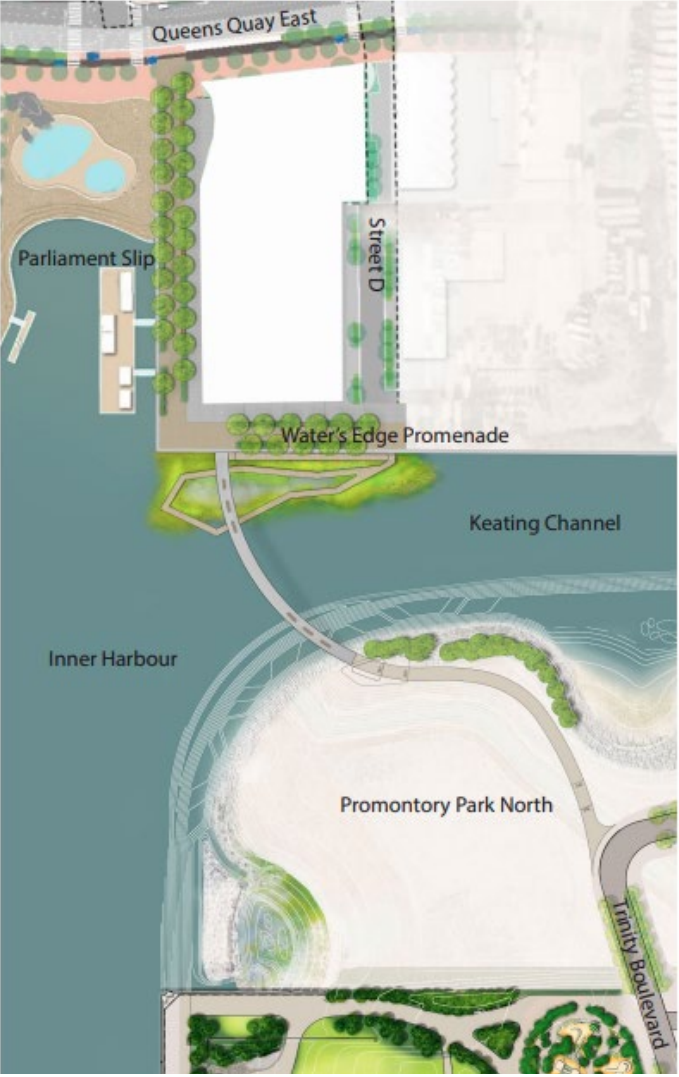 Queens Quay East
Parliament Slip
Street D
Water's Edge Promenade
Keating Channel
Inner Harbour
Promontory Park North
Trinity Boulevard